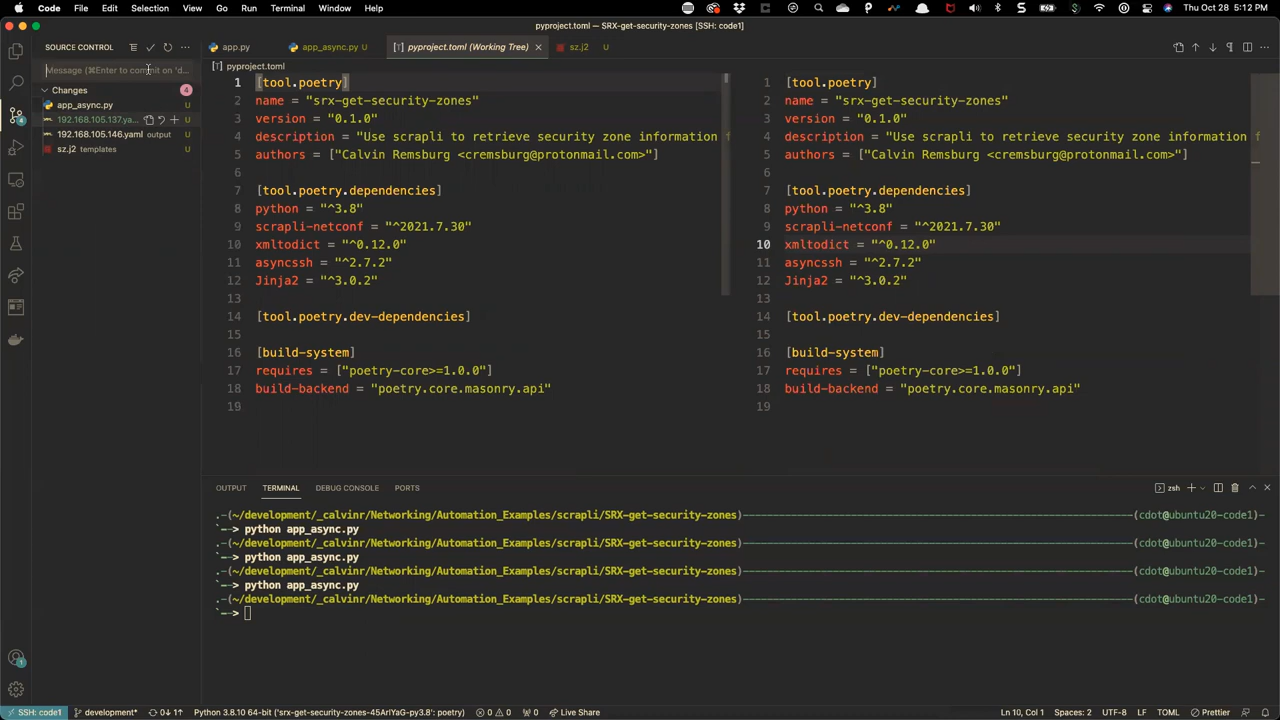 Code File Edit Selection View Go Run Terminal Window Help Thu Oct 28 5:12 PM
pyproject.toml — SRX-get-security-zones [SSH: code1]
SOURCE CONTROL
app.py app_async.py U pyproject.toml (Working Tree) sz.j2 U
Message (⌘Enter to commit on 'd...
pyproject.toml
Changes 4
app_async.py U
192.168.105.137.ya... U
192.168.105.146.yaml output U
sz.j2 templates U
1 [tool.poetry]
2 name = "srx-get-security-zones"
3 version = "0.1.0"
4 description = "Use scrapli to retrieve security zone information f
5 authors = ["Calvin Remsburg <cremsburg@protonmail.com>"]
6
7 [tool.poetry.dependencies]
8 python = "^3.8"
9 scrapli-netconf = "^2021.7.30"
10 xmltodict = "^0.12.0"
11 asyncssh = "^2.7.2"
12 Jinja2 = "^3.0.2"
13
14 [tool.poetry.dev-dependencies]
15
16 [build-system]
17 requires = ["poetry-core>=1.0.0"]
18 build-backend = "poetry.core.masonry.api"
19
1 [tool.poetry]
2 name = "srx-get-security-zones"
3 version = "0.1.0"
4 description = "Use scrapli to retrieve security zone information f
5 authors = ["Calvin Remsburg <cremsburg@protonmail.com>"]
6
7 [tool.poetry.dependencies]
8 python = "^3.8"
9 scrapli-netconf = "^2021.7.30"
10 xmltodict = "^0.12.0"
11 asyncssh = "^2.7.2"
12 Jinja2 = "^3.0.2"
13
14 [tool.poetry.dev-dependencies]
15
16 [build-system]
17 requires = ["poetry-core>=1.0.0"]
18 build-backend = "poetry.core.masonry.api"
19
OUTPUT TERMINAL DEBUG CONSOLE PORTS zsh
.-(~/development/_calvinr/Networking/Automation_Examples/scrapli/SRX-get-security-zones)----(cdot@ubuntu20-code1)-
`--> python app_async.py
.-(~/development/_calvinr/Networking/Automation_Examples/scrapli/SRX-get-security-zones)----(cdot@ubuntu20-code1)-
`--> python app_async.py
.-(~/development/_calvinr/Networking/Automation_Examples/scrapli/SRX-get-security-zones)----(cdot@ubuntu20-code1)-
`--> python app_async.py
.-(~/development/_calvinr/Networking/Automation_Examples/scrapli/SRX-get-security-zones)----(cdot@ubuntu20-code1)-
`-->
SSH: code1 development* 0↓ 1↑ Python 3.8.10 64-bit ('srx-get-security-zones-45ArlYaG-py3.8': poetry) 0 0 0 Live Share Ln 10, Col 1 Spaces: 2 UTF-8 LF TOML Prettier